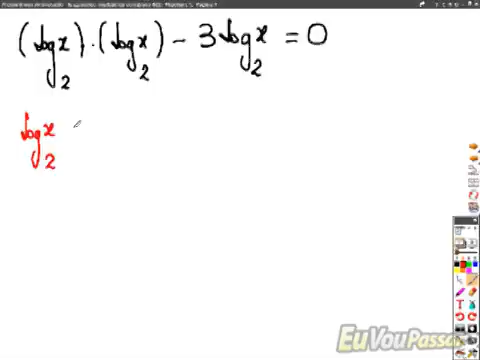 (log₂x)·(log₂x) − 3log₂x = 0
log₂x
EuVouPassar